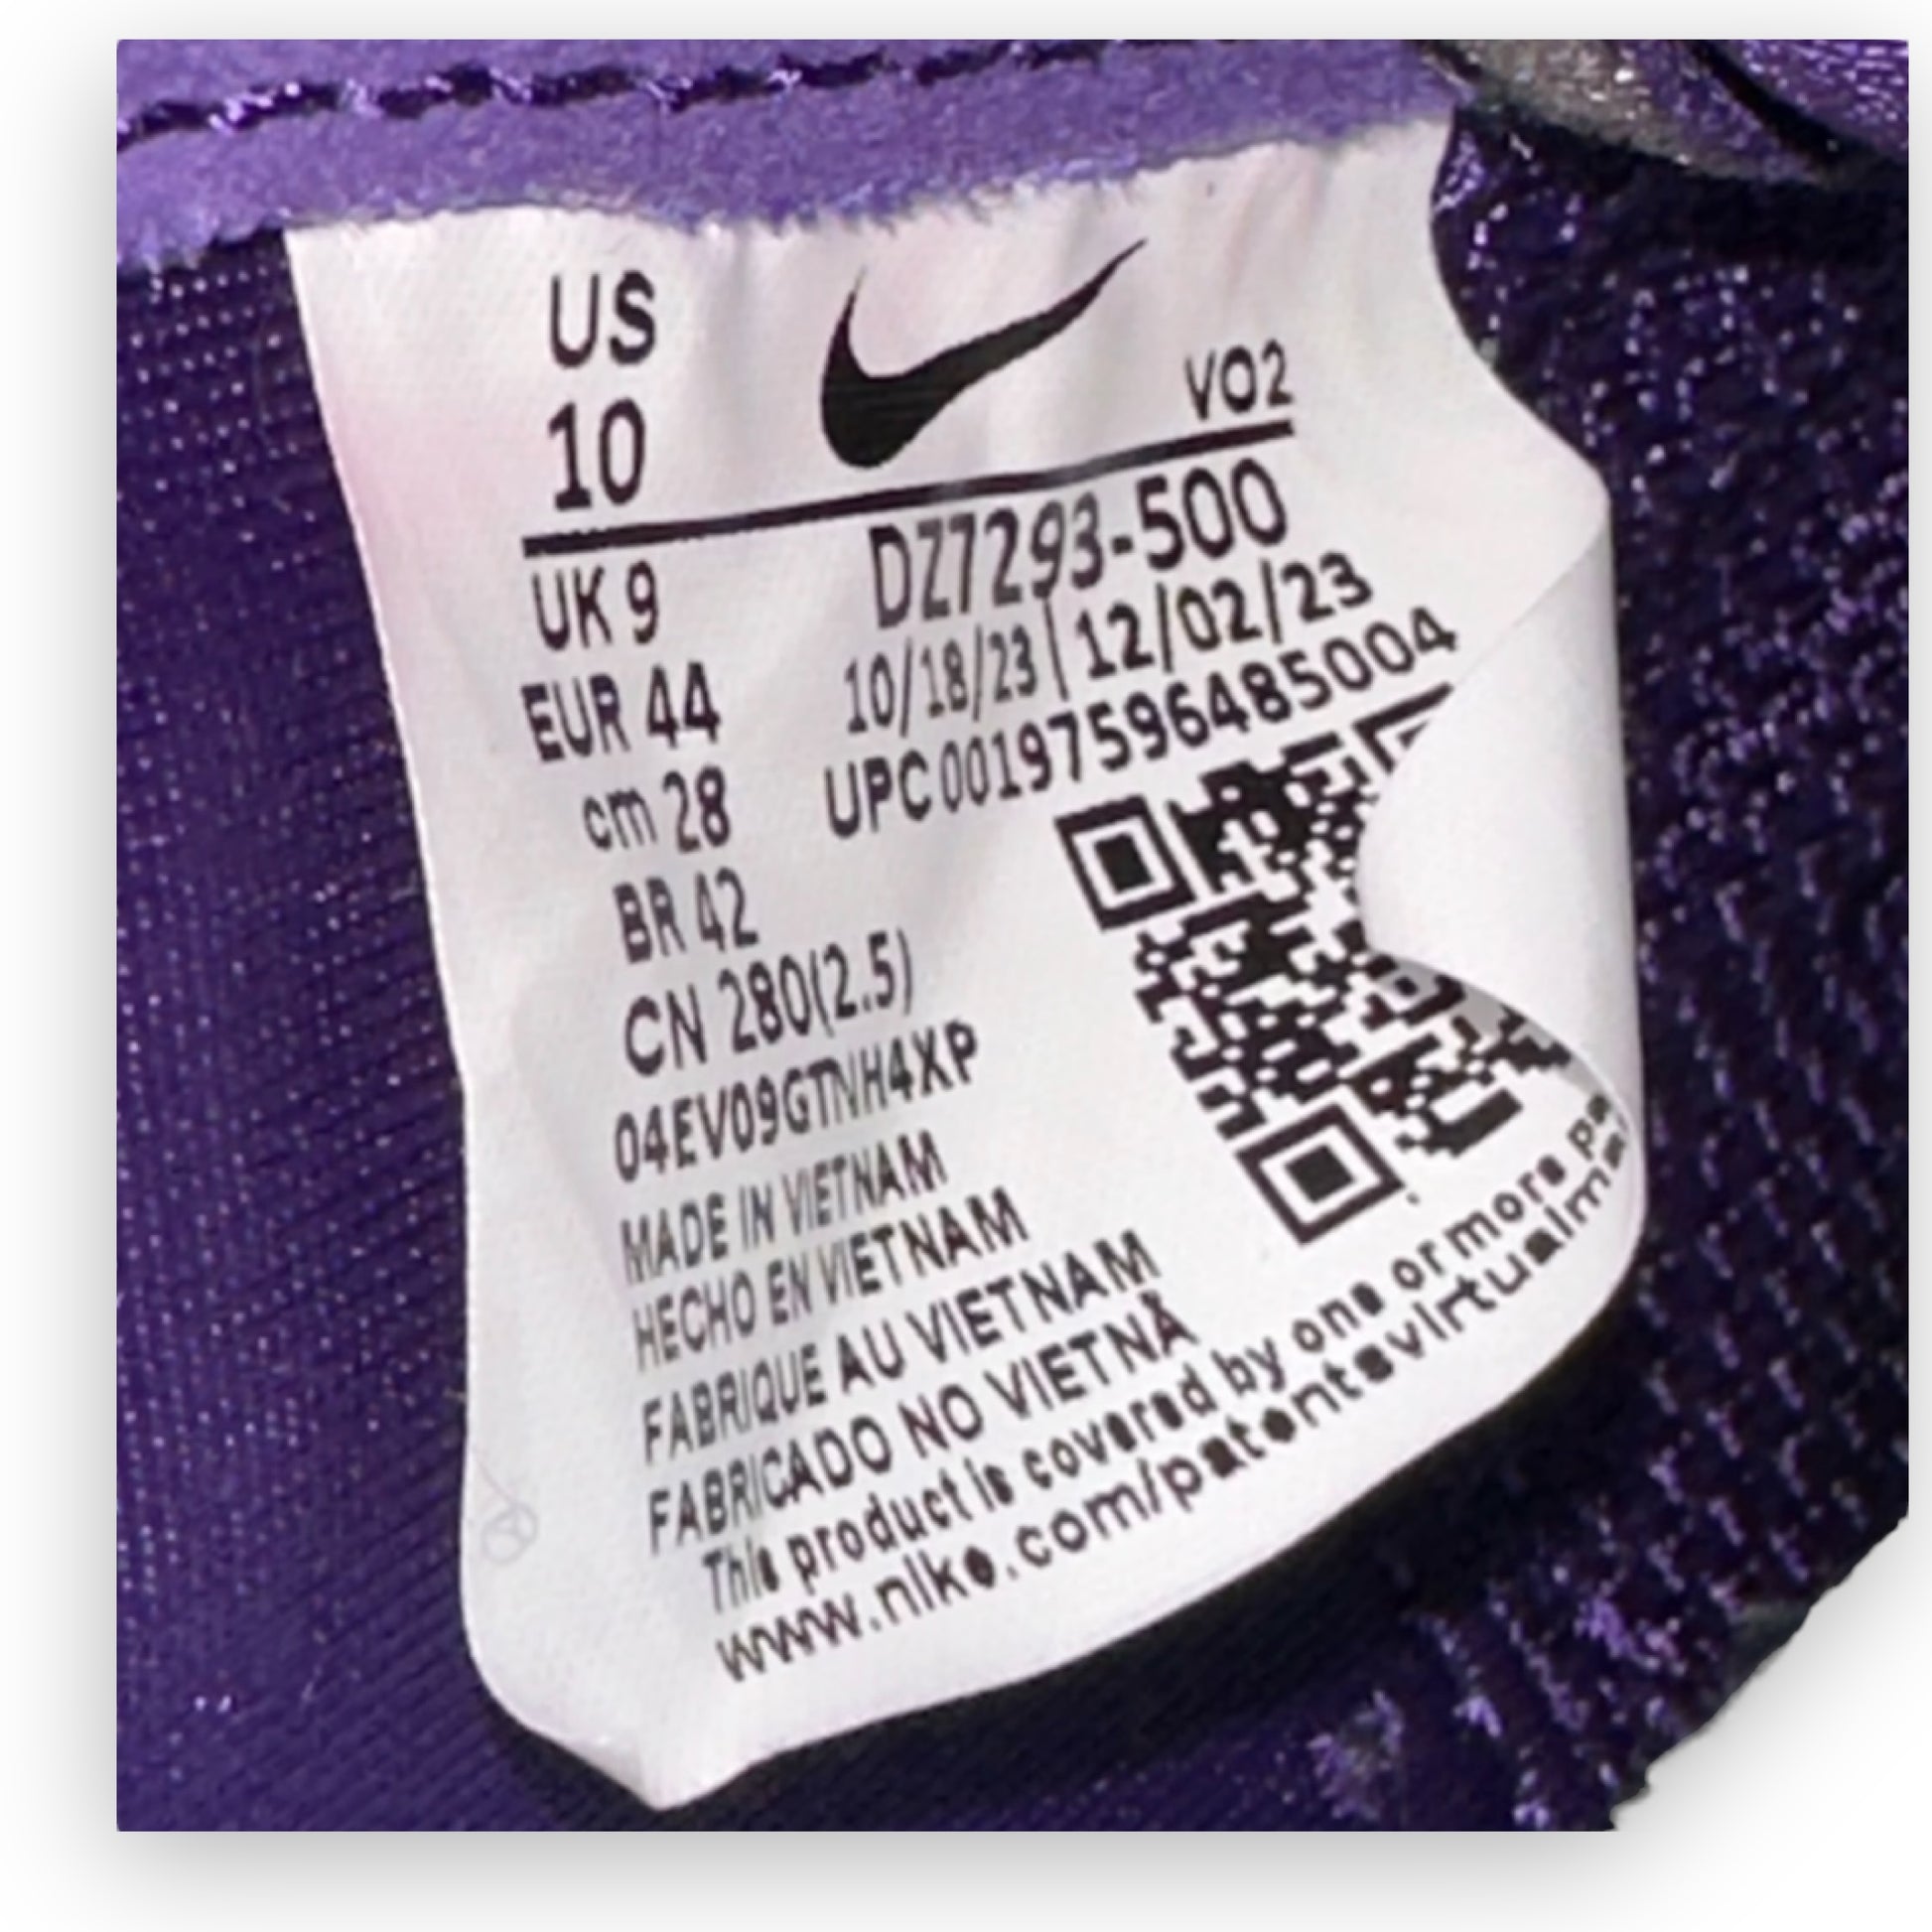 US
10
VO2
UK 9
EUR 44
cm 28
BR 42
CN 280(2.5)
DZ7293-500
10/18/23 | 12/02/23
UPC 00197596485004
04EV09GTNH4XP
MADE IN VIETNAM
HECHO EN VIETNAM
FABRIQUE AU VIETNAM
FABRICADO NO VIETNÃ
This product is covered by one or more
www.nike.com/patentsvirtualma